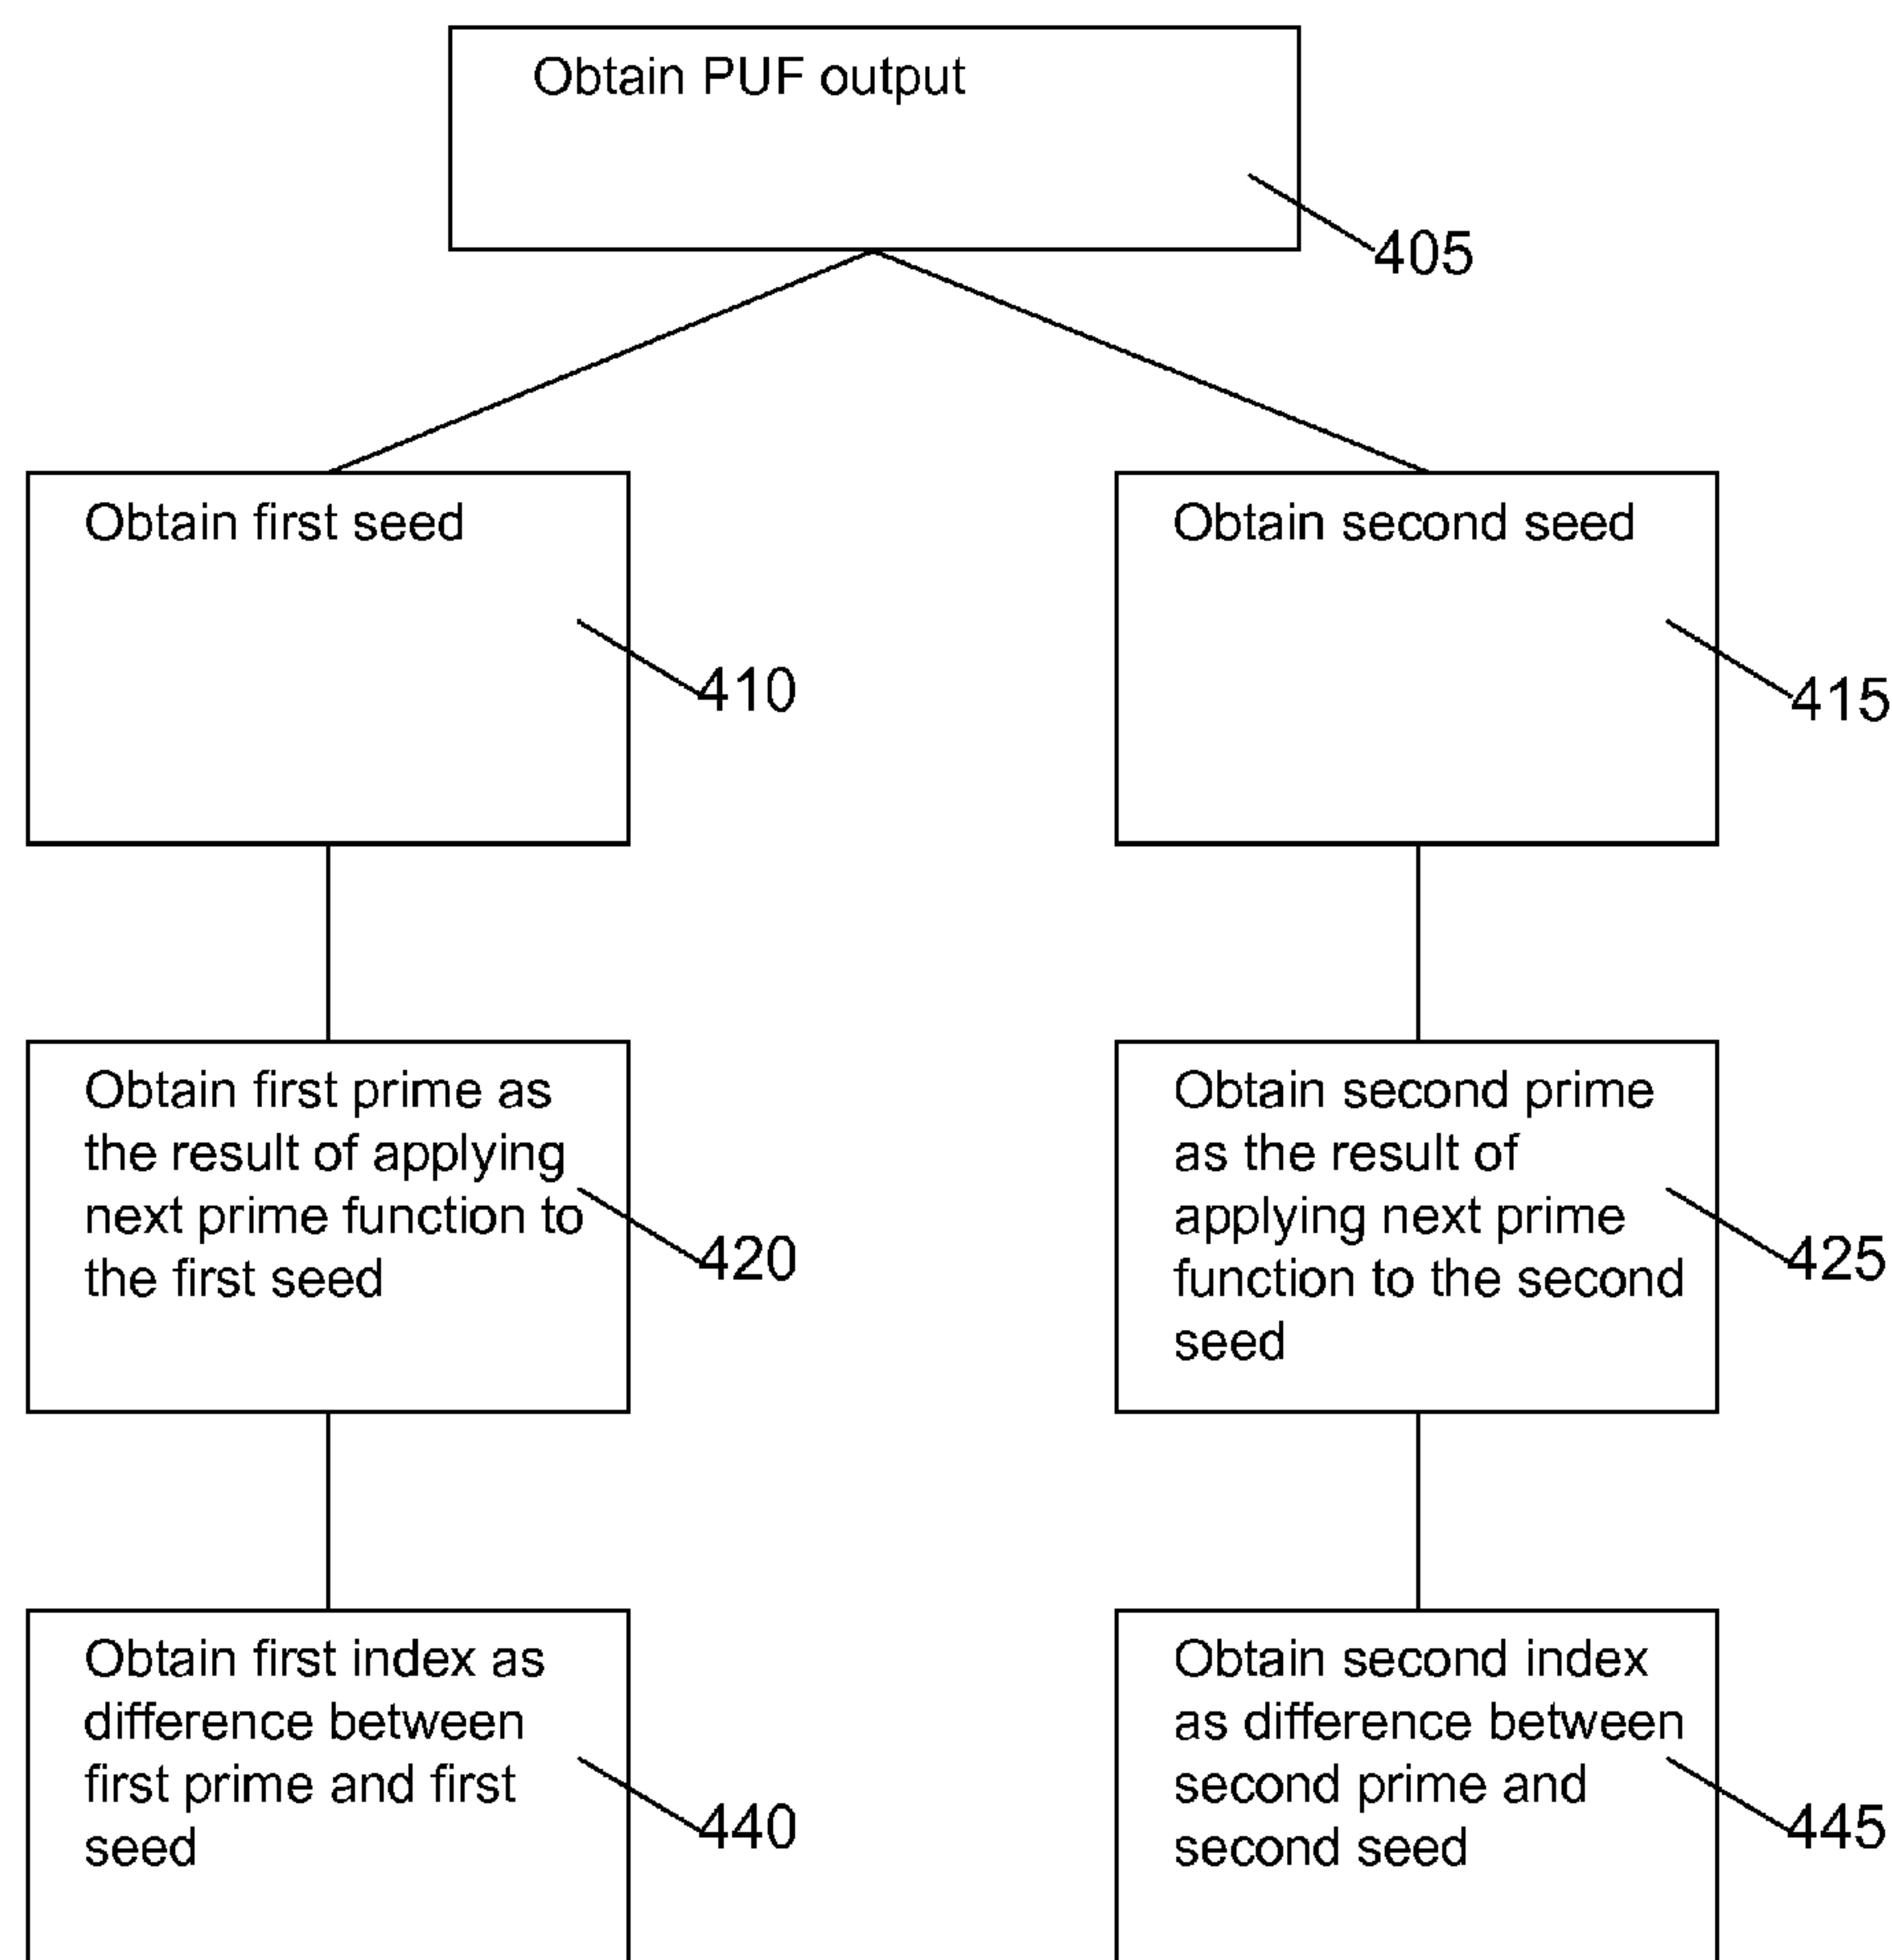 Obtain PUF output
405
Obtain first seed
410
Obtain second seed
415
Obtain first prime as
the result of applying
next prime function to
the first seed
420
Obtain second prime
as the result of
applying next prime
function to the second
seed
425
Obtain first index as
difference between
first prime and first
seed
440
Obtain second index
as difference between
second prime and
second seed
445